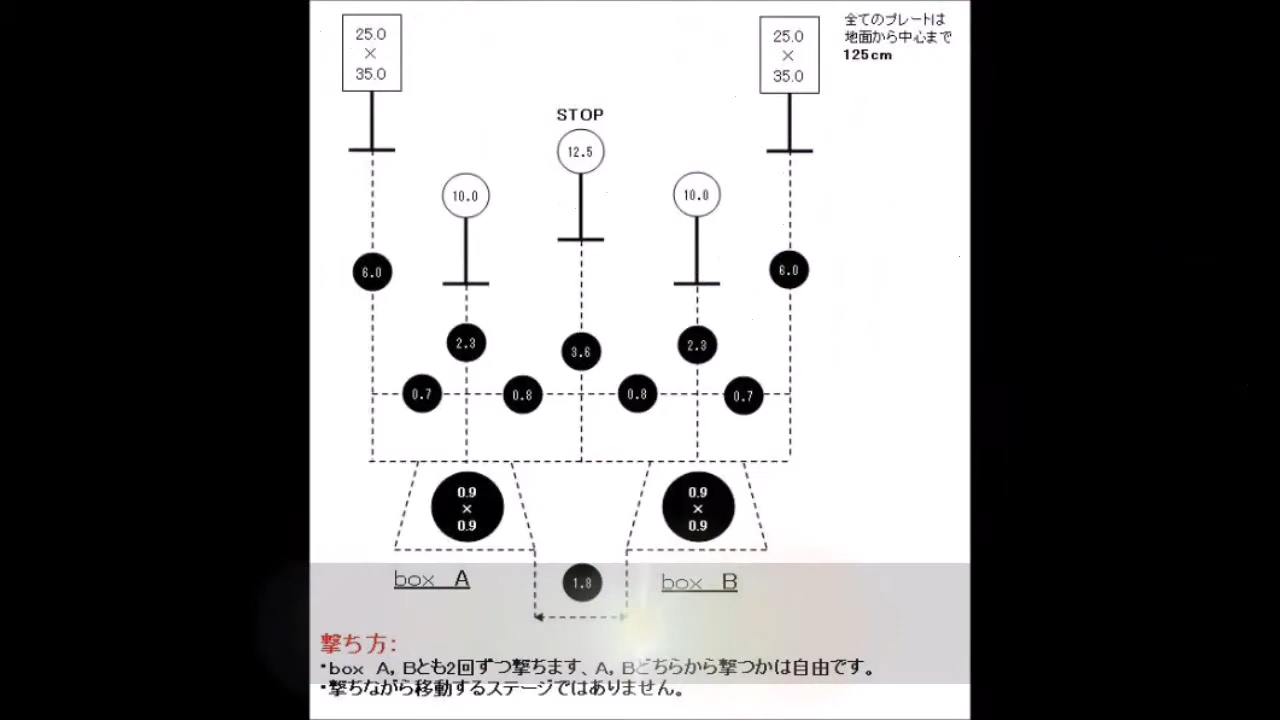 25.0
×
35.0
25.0
×
35.0
全てのプレートは
地面から中心まで
125cm
STOP
12.5
10.0
10.0
6.0
6.0
2.3
3.6
2.3
0.7
0.8
0.8
0.7
0.9
×
0.9
0.9
×
0.9
box A
1.8
box B
撃ち方:
・box A, Bとも2回ずつ撃ちます、A, Bどちらから撃つかは自由です。
・撃ちながら移動するステージではありません。